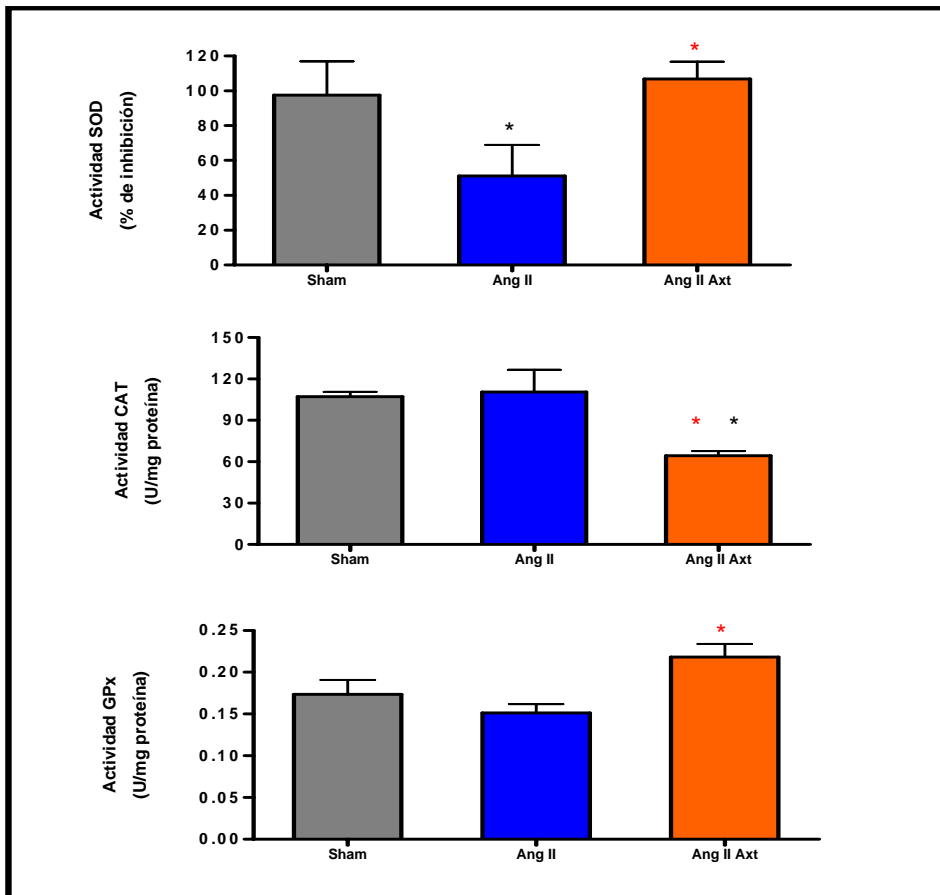 *
120
100
80
60
40
20
0
*
Actividad SOD
(% de inhibición)
Sham Ang II Ang II Axt
150
120
90
60
30
0
* *
Actividad CAT
(U/mg proteína)
Sham Ang II Ang II Axt
0.25
0.20
0.15
0.10
0.05
0.00
*
Actividad GPx
(U/mg proteína)
Sham Ang II Ang II Axt